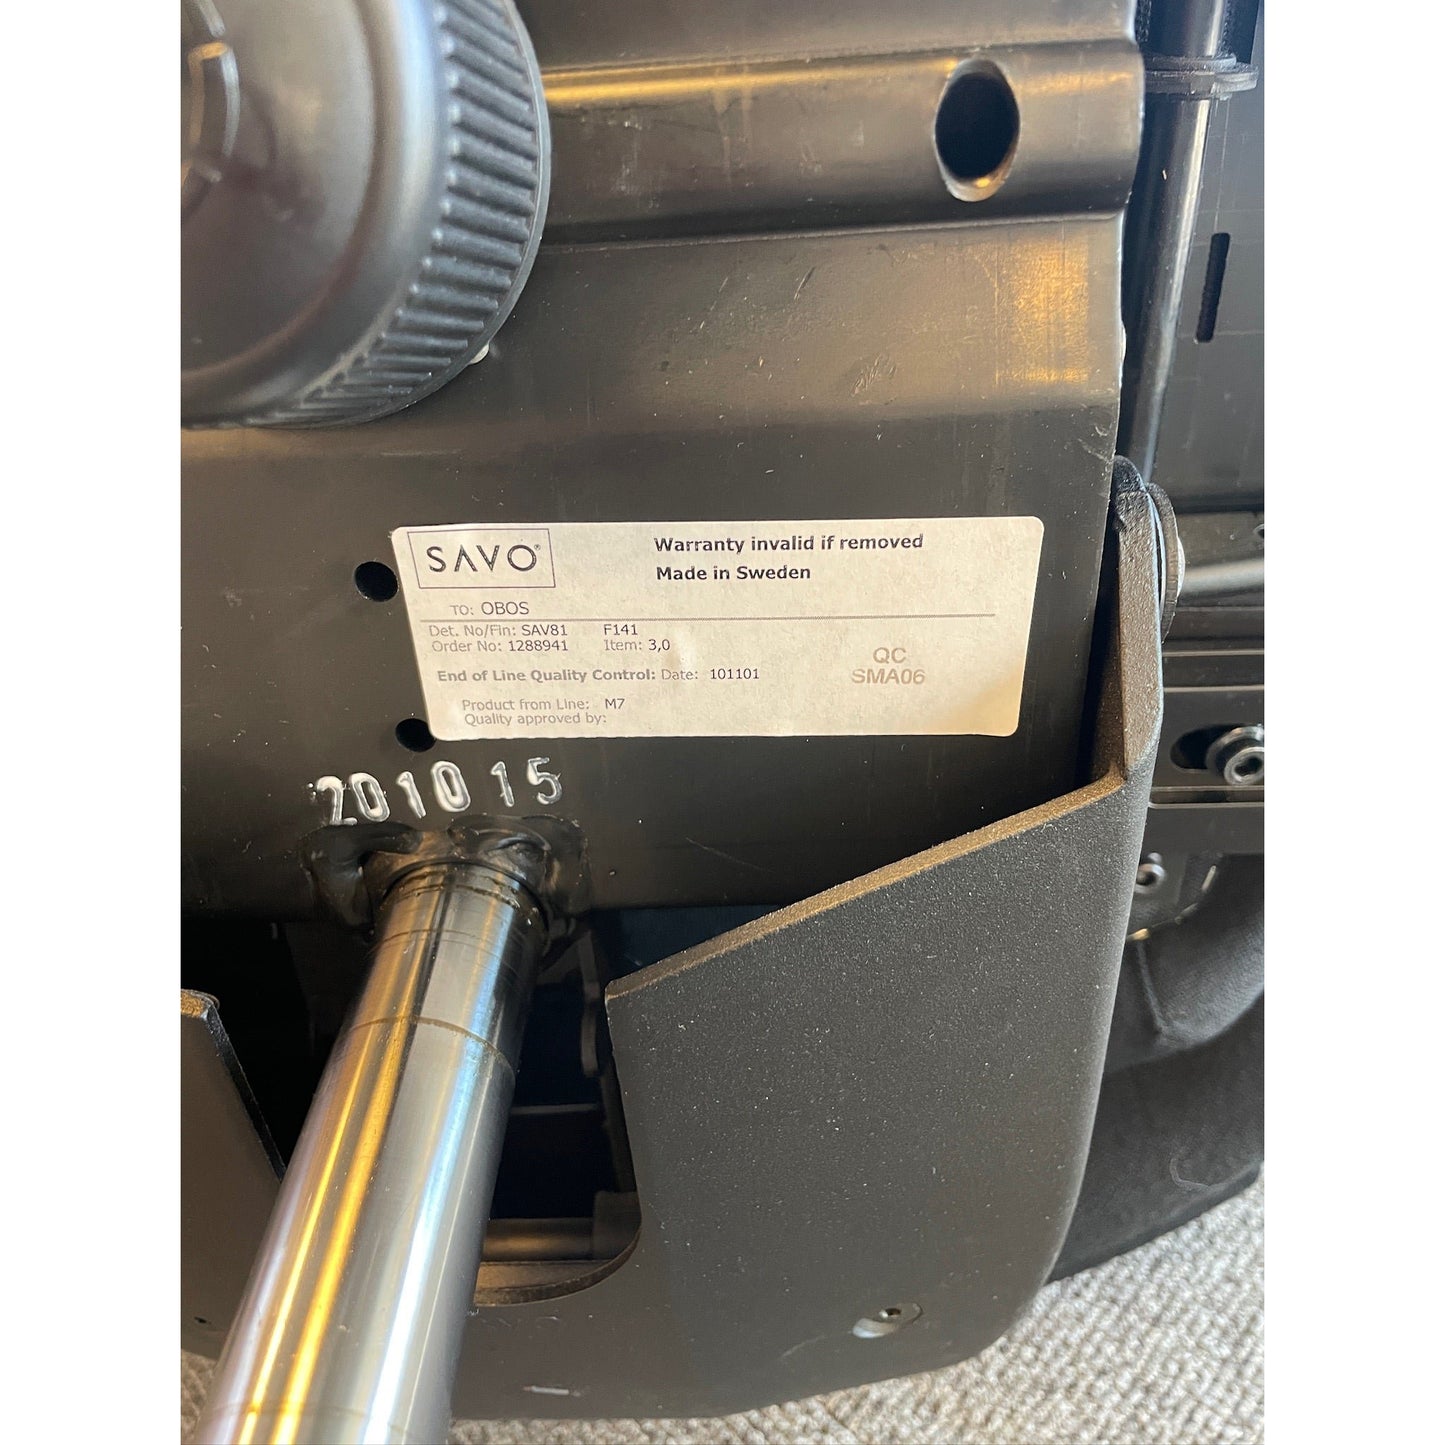 SAVO®
Warranty invalid if removed
Made in Sweden
TO: OBOS
Det. No/Fin: SAV81 F141
Order No: 1288941 Item: 3,0
End of Line Quality Control: Date: 101101
QC
SMA06
Product from Line: M7
Quality approved by:
201015